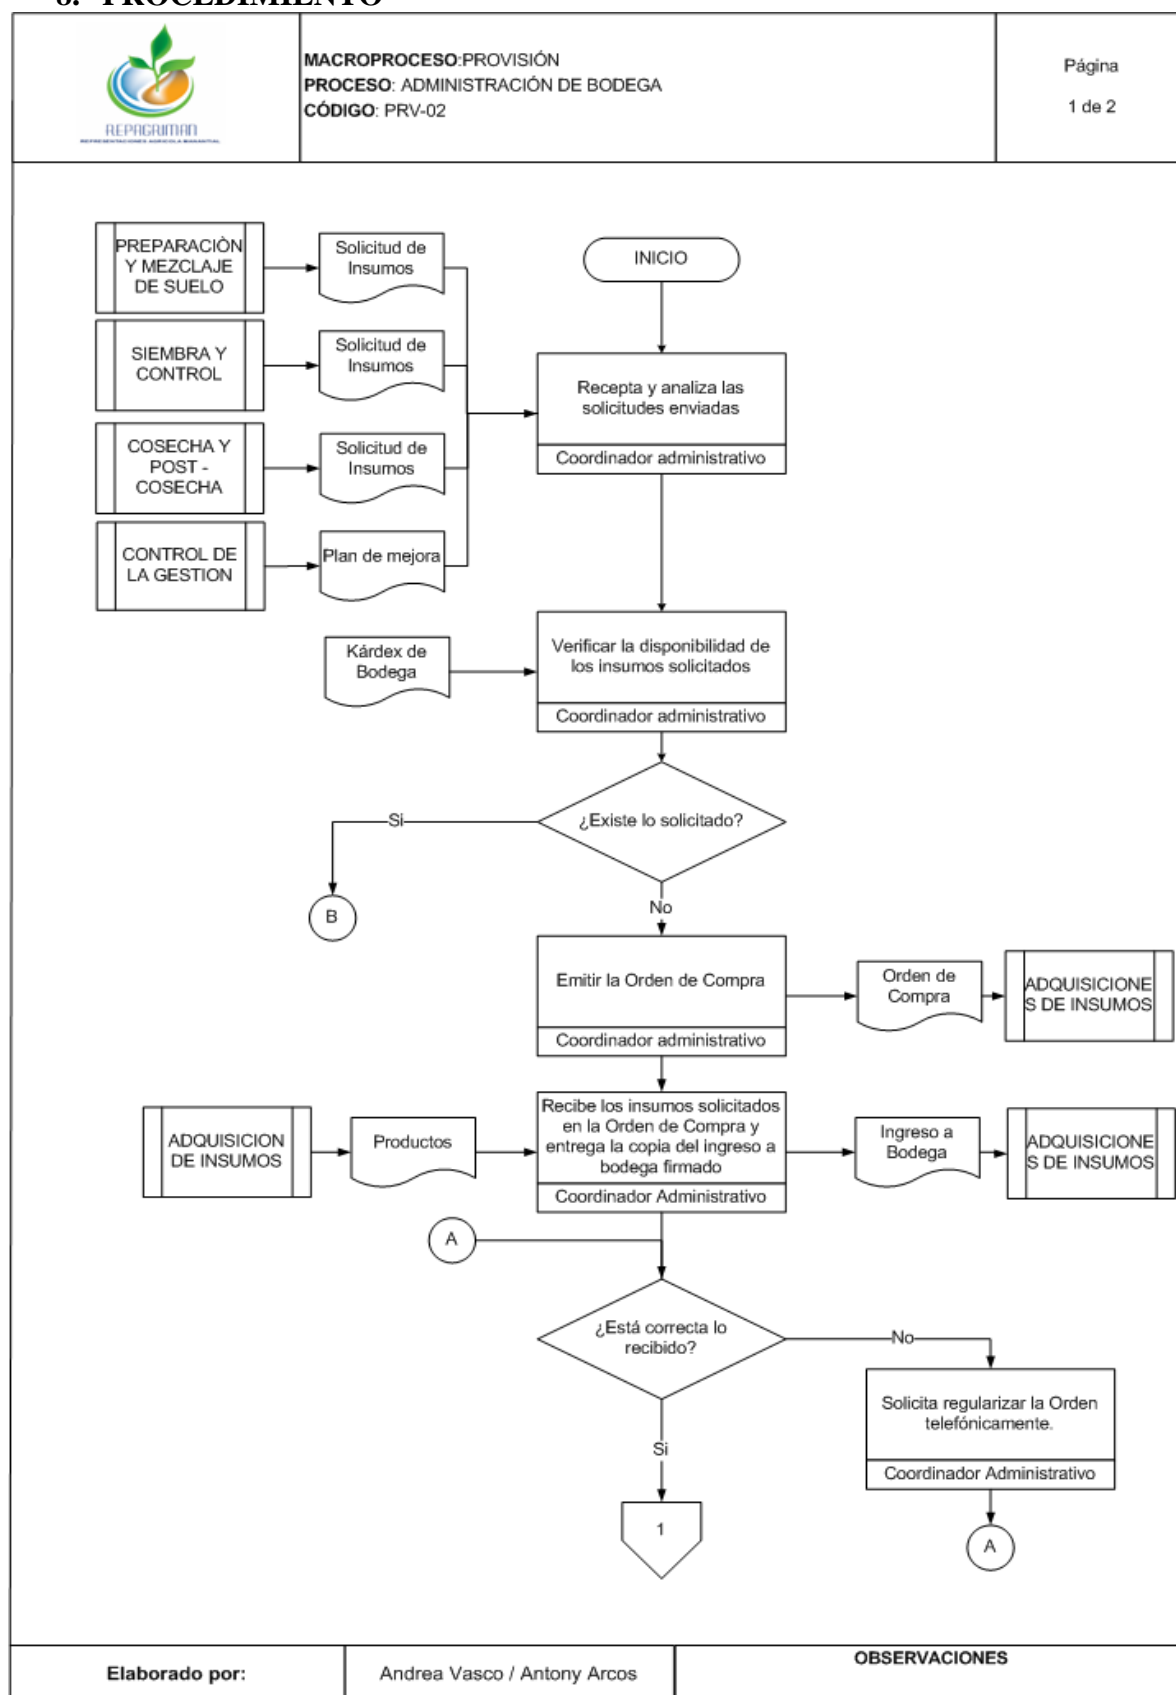 PROCEDIMIENTO
REPAGRIMAN
REPRESENTACIONES AGRICOLA MANANTIAL
MACROPROCESO:PROVISIÓN
PROCESO: ADMINISTRACIÓN DE BODEGA
CÓDIGO: PRV-02
Página
1 de 2
PREPARACIÒN
Y MEZCLAJE
DE SUELO
Solicitud de
Insumos
INICIO
SIEMBRA Y
CONTROL
Solicitud de
Insumos
Recepta y analiza las
solicitudes enviadas
Coordinador administrativo
COSECHA Y
POST -
COSECHA
Solicitud de
Insumos
CONTROL DE
LA GESTION
Plan de mejora
Kárdex de
Bodega
Verificar la disponibilidad de
los insumos solicitados
Coordinador administrativo
¿Existe lo solicitado?
Si
B
No
Emitir la Orden de Compra
Coordinador administrativo
Orden de
Compra
ADQUISICIONE
S DE INSUMOS
ADQUISICION
DE INSUMOS
Productos
Recibe los insumos solicitados
en la Orden de Compra y
entrega la copia del ingreso a
bodega firmado
Coordinador Administrativo
Ingreso a
Bodega
ADQUISICIONE
S DE INSUMOS
A
¿Está correcta lo
recibido?
No
Solicita regularizar la Orden
telefónicamente.
Coordinador Administrativo
Si
1
A
Elaborado por:
Andrea Vasco / Antony Arcos
OBSERVACIONES